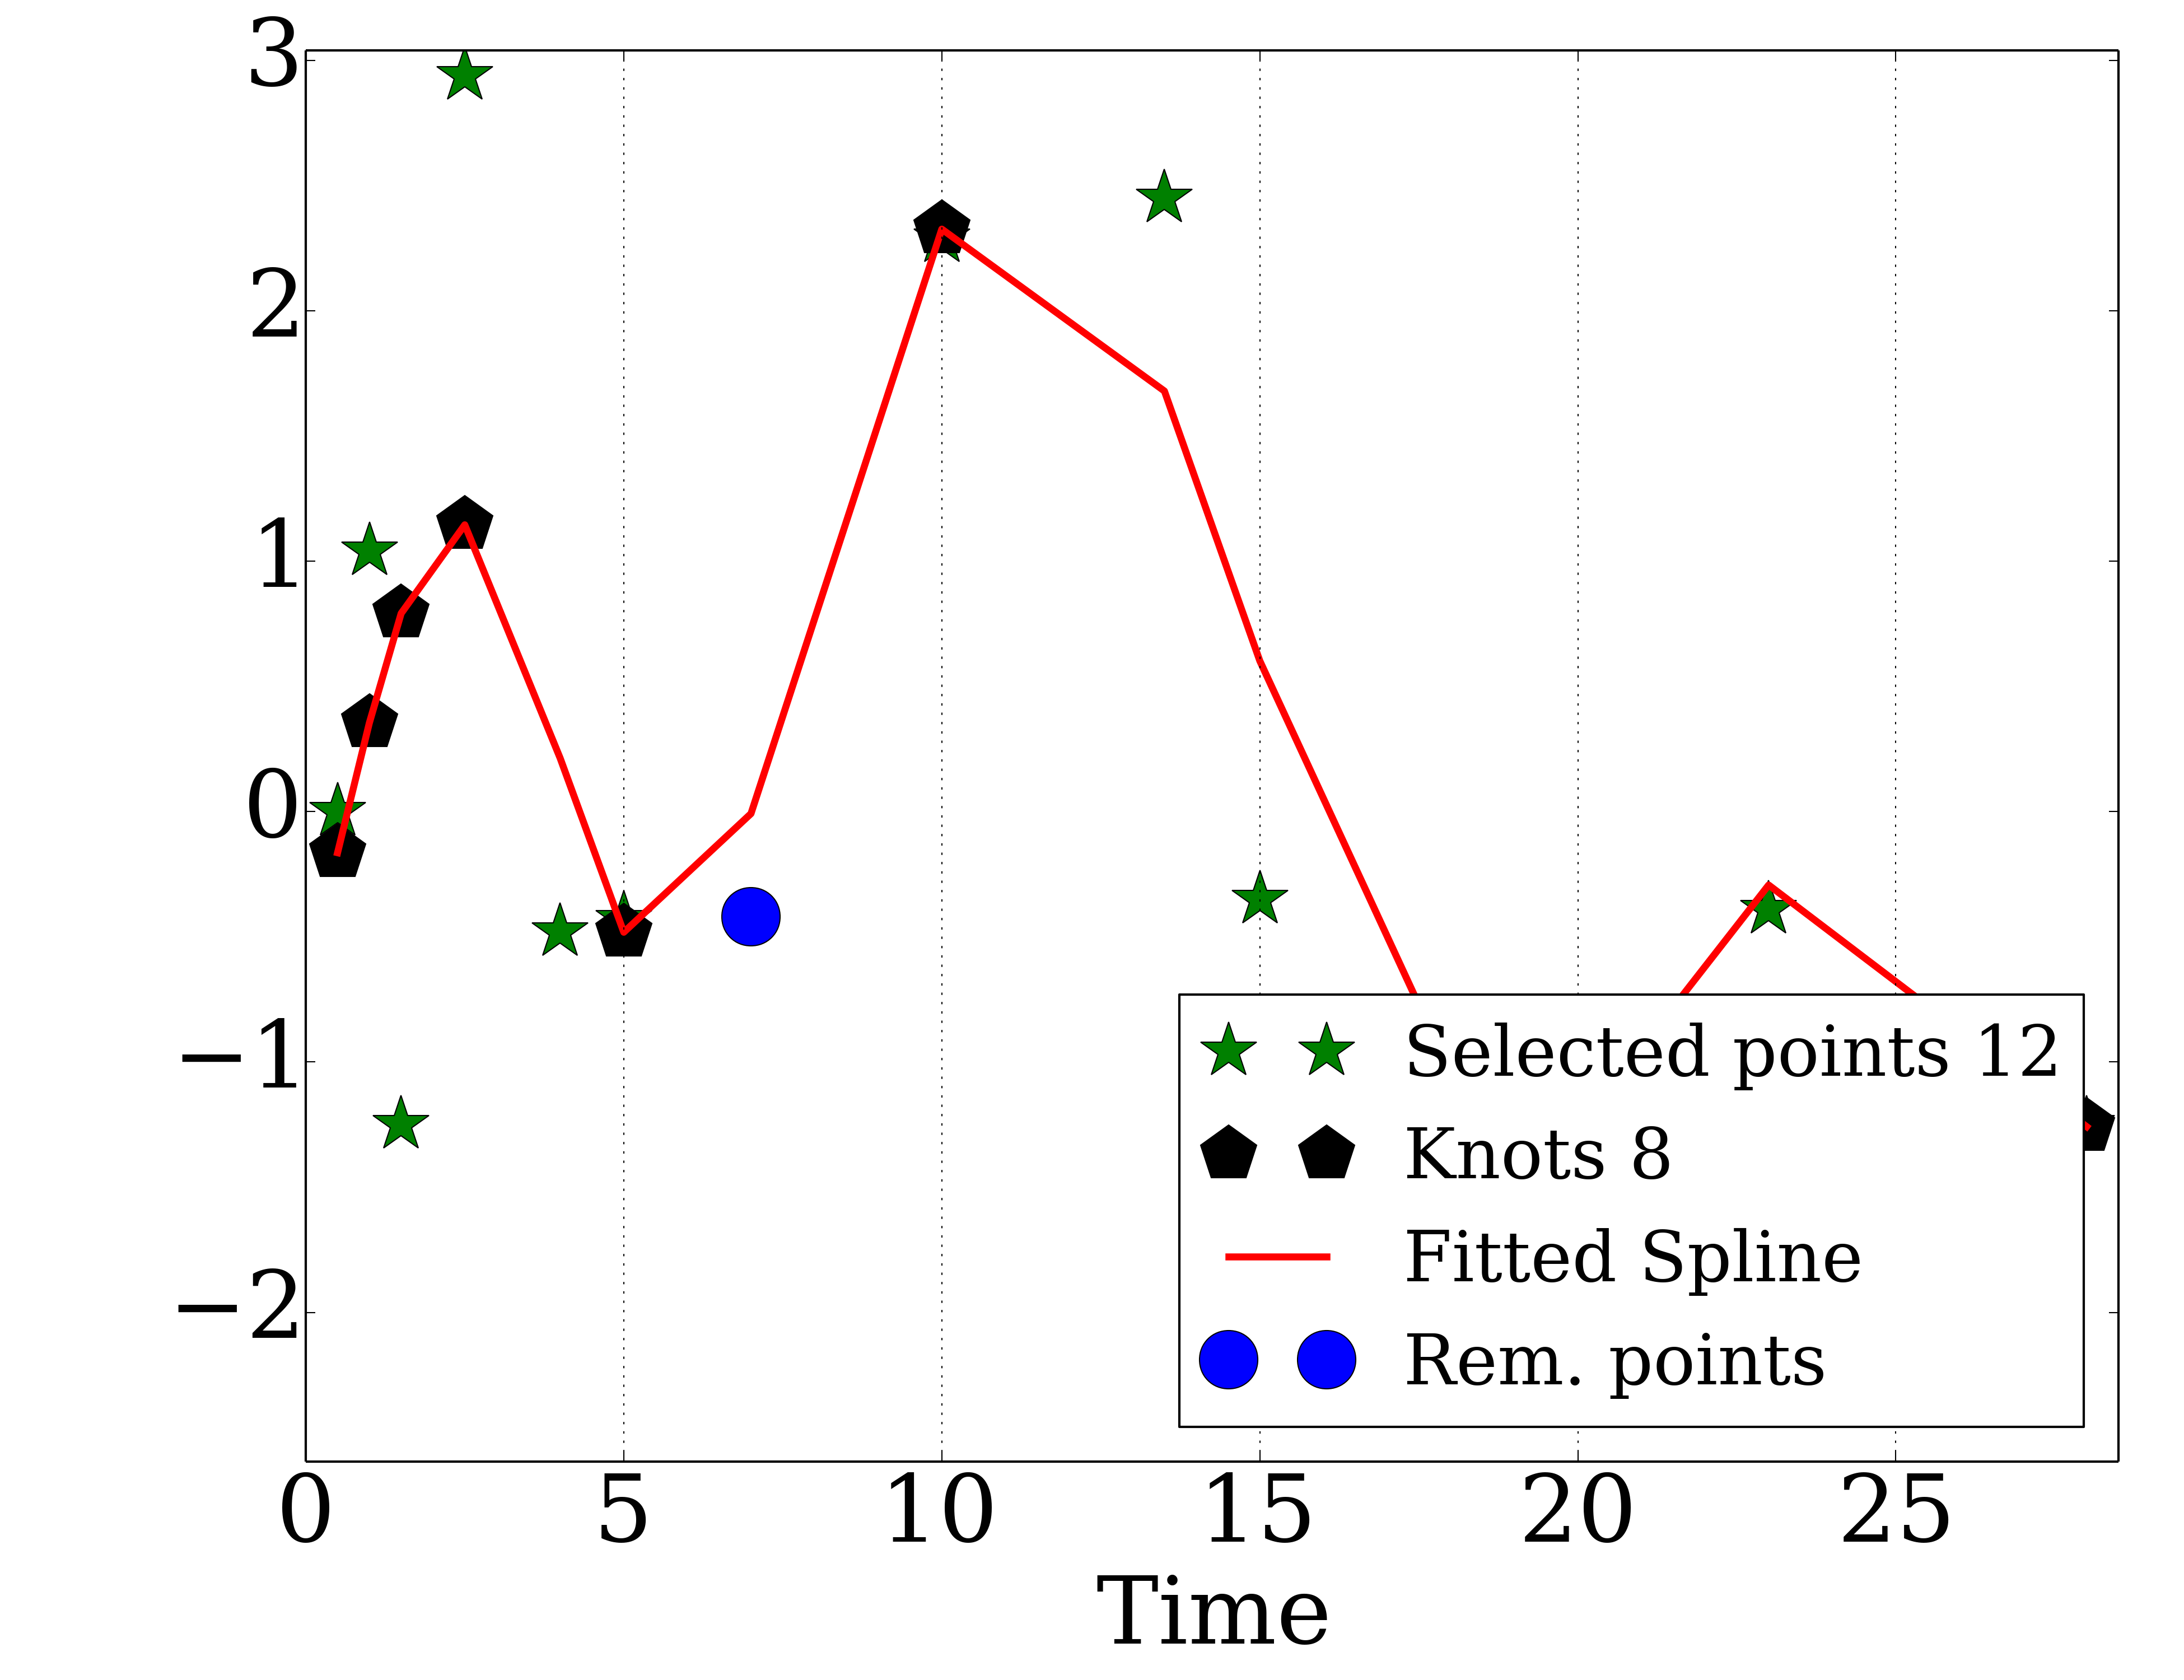 3
2
1
0
−1
−2
Selected points 12
Knots 8
Fitted Spline
Rem. points
0 5 10 15 20 25
Time